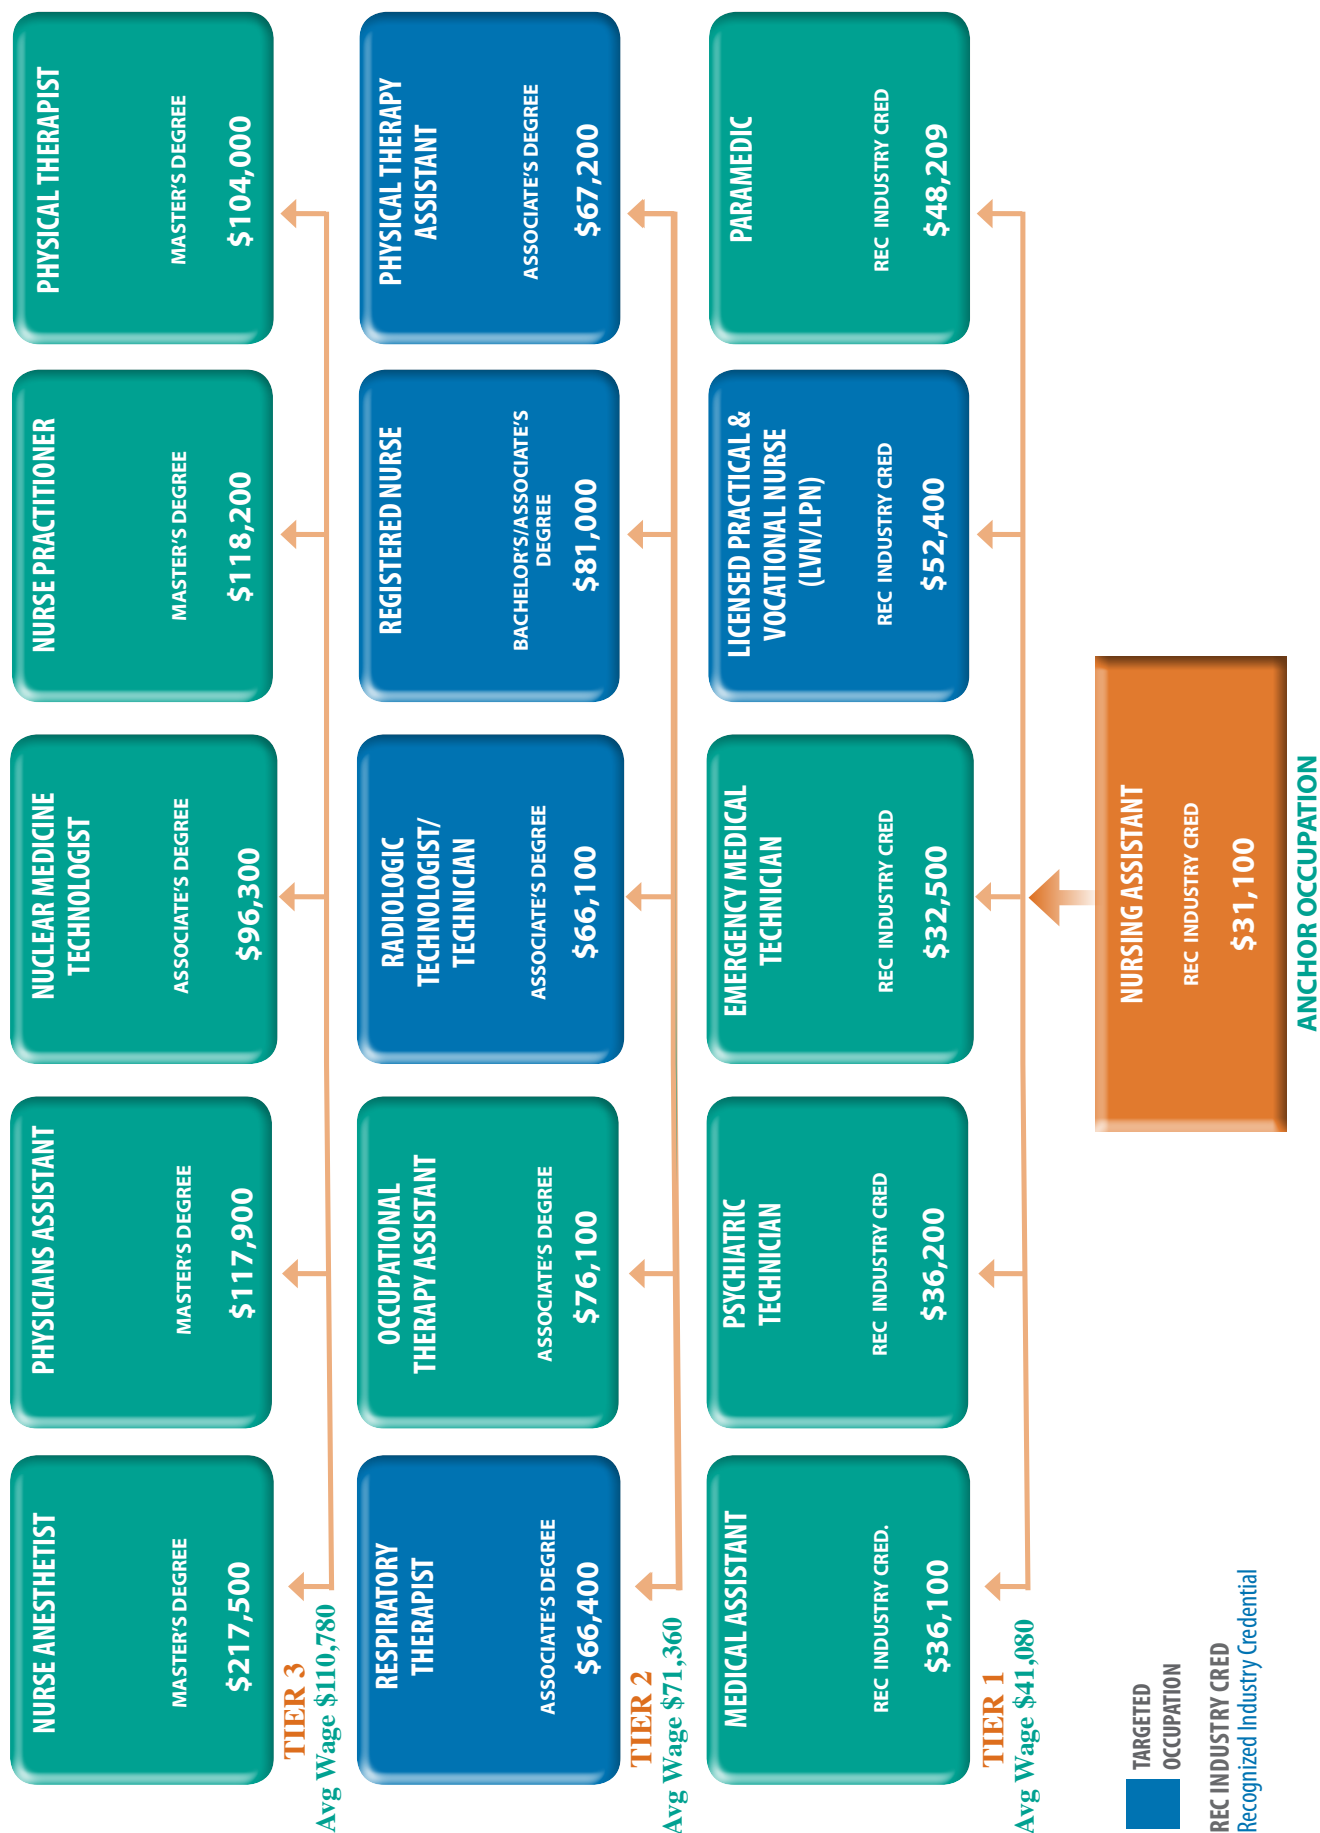 NURSE ANESTHETIST
MASTER'S DEGREE
$217,500
PHYSICIANS ASSISTANT
MASTER'S DEGREE
$117,900
NUCLEAR MEDICINE
TECHNOLOGIST
ASSOCIATE'S DEGREE
$96,300
NURSE PRACTITIONER
MASTER'S DEGREE
$118,200
PHYSICAL THERAPIST
MASTER'S DEGREE
$104,000
TIER 3
Avg Wage $110,780
RESPIRATORY
THERAPIST
ASSOCIATE'S DEGREE
$66,400
OCCUPATIONAL
THERAPY ASSISTANT
ASSOCIATE'S DEGREE
$76,100
RADIOLOGIC
TECHNOLOGIST/
TECHNICIAN
ASSOCIATE'S DEGREE
$66,100
REGISTERED NURSE
BACHELOR'S/ASSOCIATE'S
DEGREE
$81,000
PHYSICAL THERAPY
ASSISTANT
ASSOCIATE'S DEGREE
$67,200
TIER 2
Avg Wage $71,360
MEDICAL ASSISTANT
REC INDUSTRY CRED.
$36,100
PSYCHIATRIC
TECHNICIAN
REC INDUSTRY CRED
$36,200
EMERGENCY MEDICAL
TECHNICIAN
REC INDUSTRY CRED
$32,500
LICENSED PRACTICAL &
VOCATIONAL NURSE
(LVN/LPN)
REC INDUSTRY CRED
$52,400
PARAMEDIC
REC INDUSTRY CRED
$48,209
TIER 1
Avg Wage $41,080
NURSING ASSISTANT
REC INDUSTRY CRED
$31,100
ANCHOR OCCUPATION
TARGETED
OCCUPATION
REC INDUSTRY CRED
Recognized Industry Credential